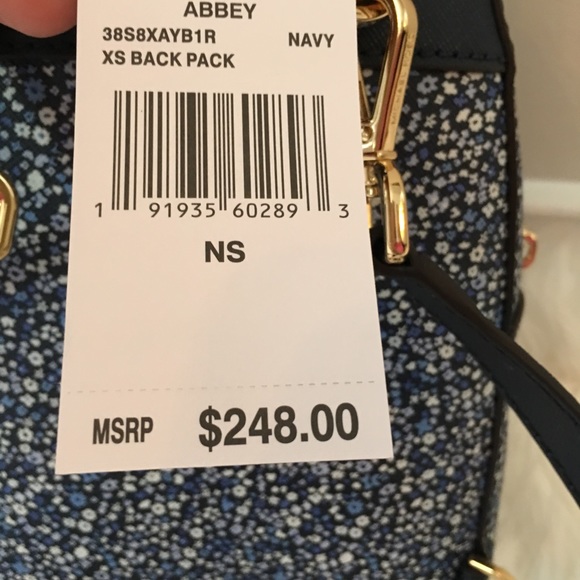 ABBEY
38S8XAYB1R NAVY
XS BACK PACK
1 91935 60289 3
NS
MSRP $248.00